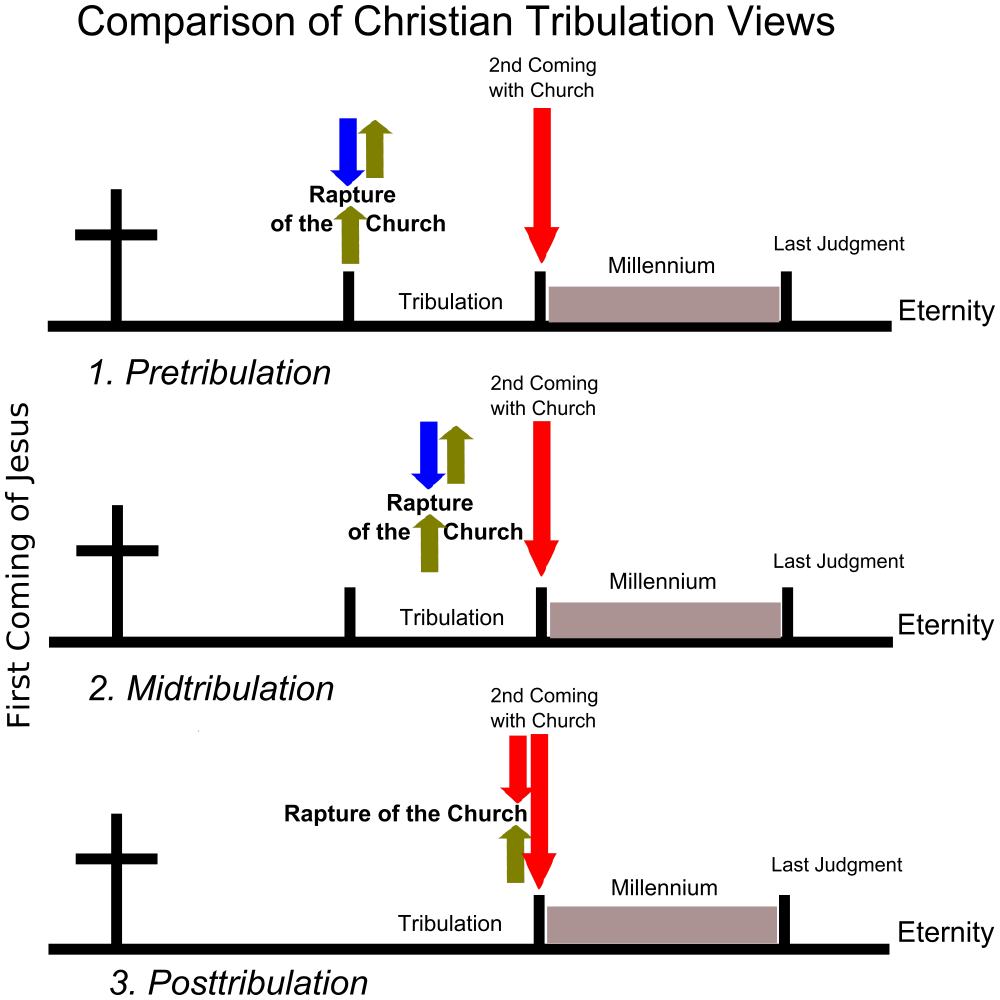 Comparison of Christian Tribulation Views
2nd Coming
with Church
Rapture
of the Church
Last Judgment
Millennium
Tribulation
Eternity
1. Pretribulation
First Coming of Jesus
2nd Coming
with Church
Rapture
of the Church
Last Judgment
Millennium
Tribulation
Eternity
2. Midtribulation
2nd Coming
with Church
Rapture of the Church
Last Judgment
Millennium
Tribulation
Eternity
3. Posttribulation